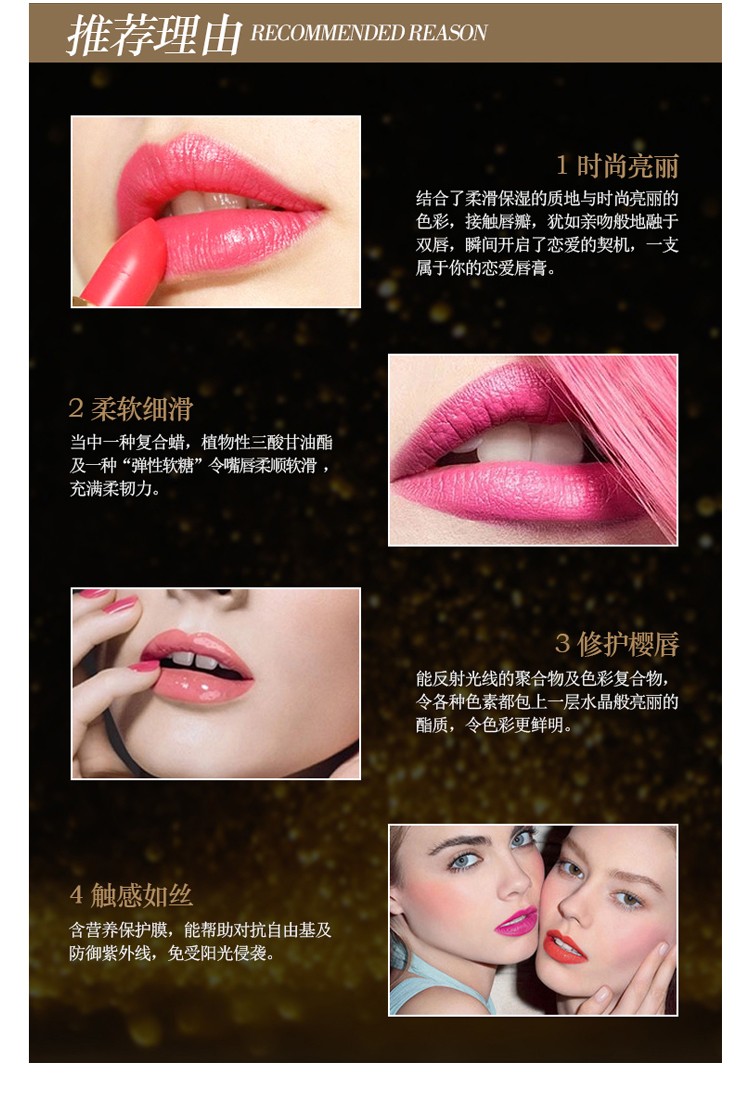 推荐理由 RECOMMENDED REASON
1 时尚亮丽
结合了柔滑保湿的质地与时尚亮丽的
色彩，接触唇瓣，犹如亲吻般地融于
双唇，瞬间开启了恋爱的契机，一支
属于你的恋爱唇膏。
2 柔软细滑
当中一种复合蜡，植物性三酸甘油酯
及一种“弹性软糖”令嘴唇柔顺软滑，
充满柔韧力。
3 修护樱唇
能反射光线的聚合物及色彩复合物，
令各种色素都包上一层水晶般亮丽的
酯质，令色彩更鲜明。
4 触感如丝
含营养保护膜，能帮助对抗自由基及
防御紫外线，免受阳光侵袭。